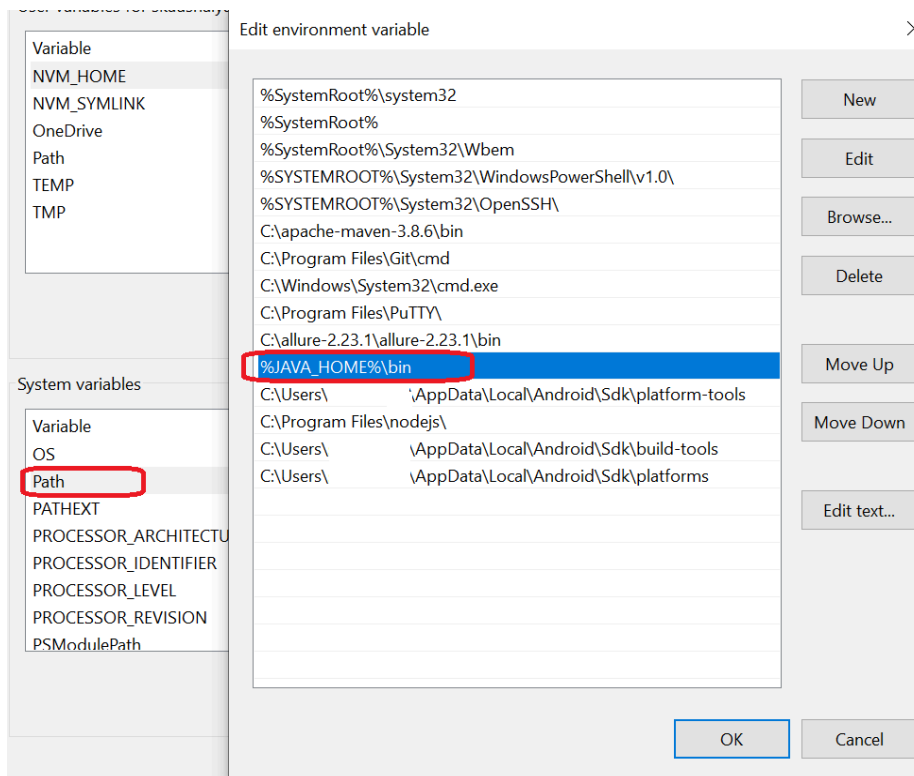 Edit environment variable
Variable
NVM_HOME
NVM_SYMLINK
OneDrive
Path
TEMP
TMP
System variables
Variable
OS
Path
PATHEXT
PROCESSOR_ARCHITECTU
PROCESSOR_IDENTIFIER
PROCESSOR_LEVEL
PROCESSOR_REVISION
PSModulePath
%SystemRoot%\system32
%SystemRoot%
%SystemRoot%\System32\Wbem
%SYSTEMROOT%\System32\WindowsPowerShell\v1.0\
%SYSTEMROOT%\System32\OpenSSH\
C:\apache-maven-3.8.6\bin
C:\Program Files\Git\cmd
C:\Windows\System32\cmd.exe
C:\Program Files\PuTTY\
C:\allure-2.23.1\allure-2.23.1\bin
%JAVA_HOME%\bin
C:\Users\ \AppData\Local\Android\Sdk\platform-tools
C:\Program Files\nodejs\
C:\Users\ \AppData\Local\Android\Sdk\build-tools
C:\Users\ \AppData\Local\Android\Sdk\platforms
New
Edit
Browse...
Delete
Move Up
Move Down
Edit text...
OK
Cancel